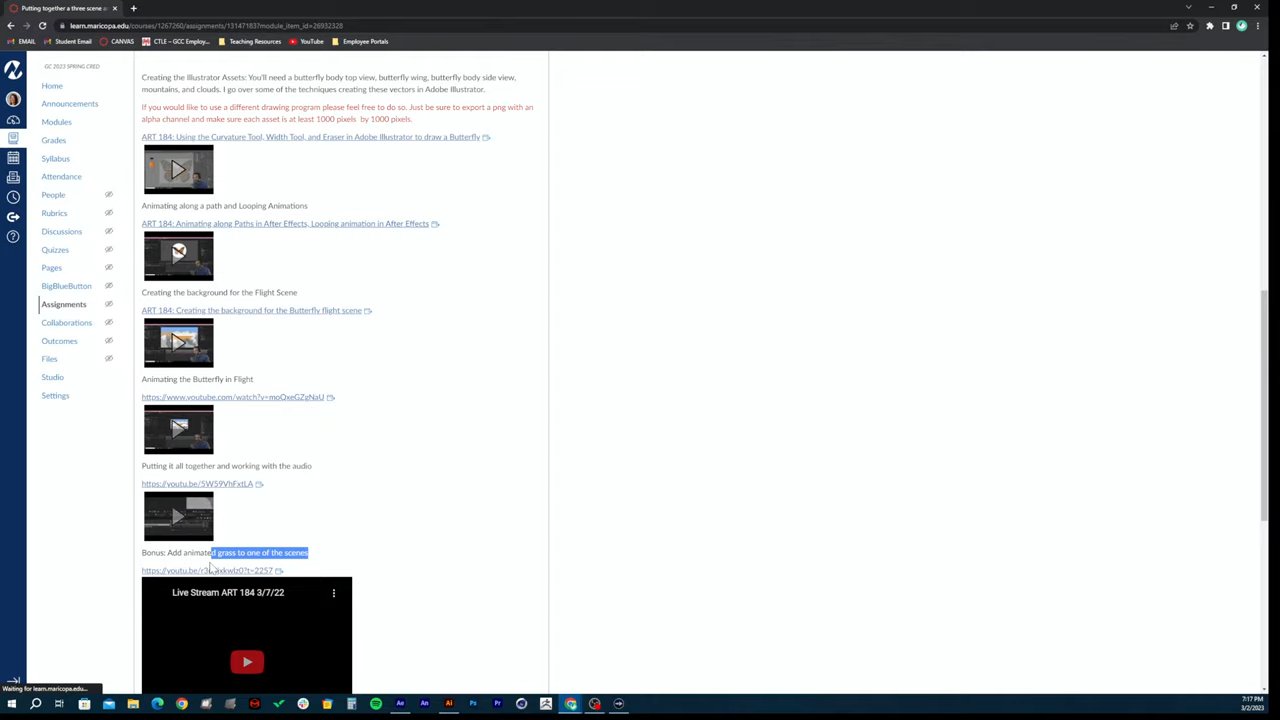 Putting together a three scene a
learn.maricopa.edu/courses/1267260/assignments/13147183?module_item_id=26932328
EMAIL
Student Email
CANVAS
CTLE – GCC Employ...
Teaching Resources
YouTube
Employee Portals
GC 2023 SPRING CRED
Home
Announcements
Modules
Grades
Syllabus
Attendance
People
Rubrics
Discussions
Quizzes
Pages
BigBlueButton
Assignments
Collaborations
Outcomes
Files
Studio
Settings
Creating the Illustrator Assets: You'll need a butterfly body top view, butterfly wing, butterfly body side view,
mountains, and clouds. I go over some of the techniques creating these vectors in Adobe Illustrator.
If you would like to use a different drawing program please feel free to do so. Just be sure to export a png with an
alpha channel and make sure each asset is at least 1000 pixels by 1000 pixels.
ART 184: Using the Curvature Tool, Width Tool, and Eraser in Adobe Illustrator to draw a Butterfly
Animating along a path and Looping Animations
ART 184: Animating along Paths in After Effects, Looping animation in After Effects
Creating the background for the Flight Scene
ART 184: Creating the background for the Butterfly flight scene
Animating the Butterfly in Flight
https://www.youtube.com/watch?v=moQxeGZgNaU
Putting it all together and working with the audio
https://youtu.be/5W59VhFxtLA
Bonus: Add animated grass to one of the scenes
Live Stream ART 184 3/7/22
Waiting for learn.maricopa.edu...
Ae
An
Ai
Ps
Pr
7:17 PM
3/2/2023